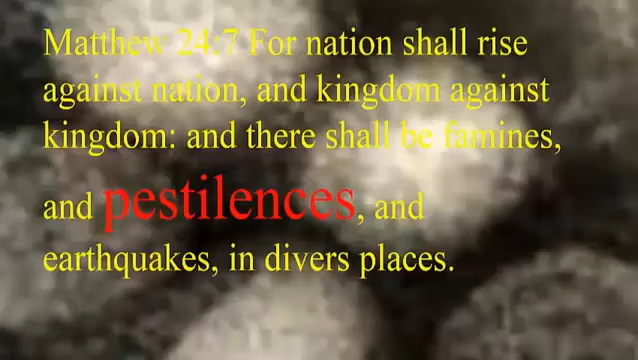 Matthew 24:7 For nation shall rise
against nation, and kingdom against
kingdom: and there shall be famines,
and pestilences, and
earthquakes, in divers places.